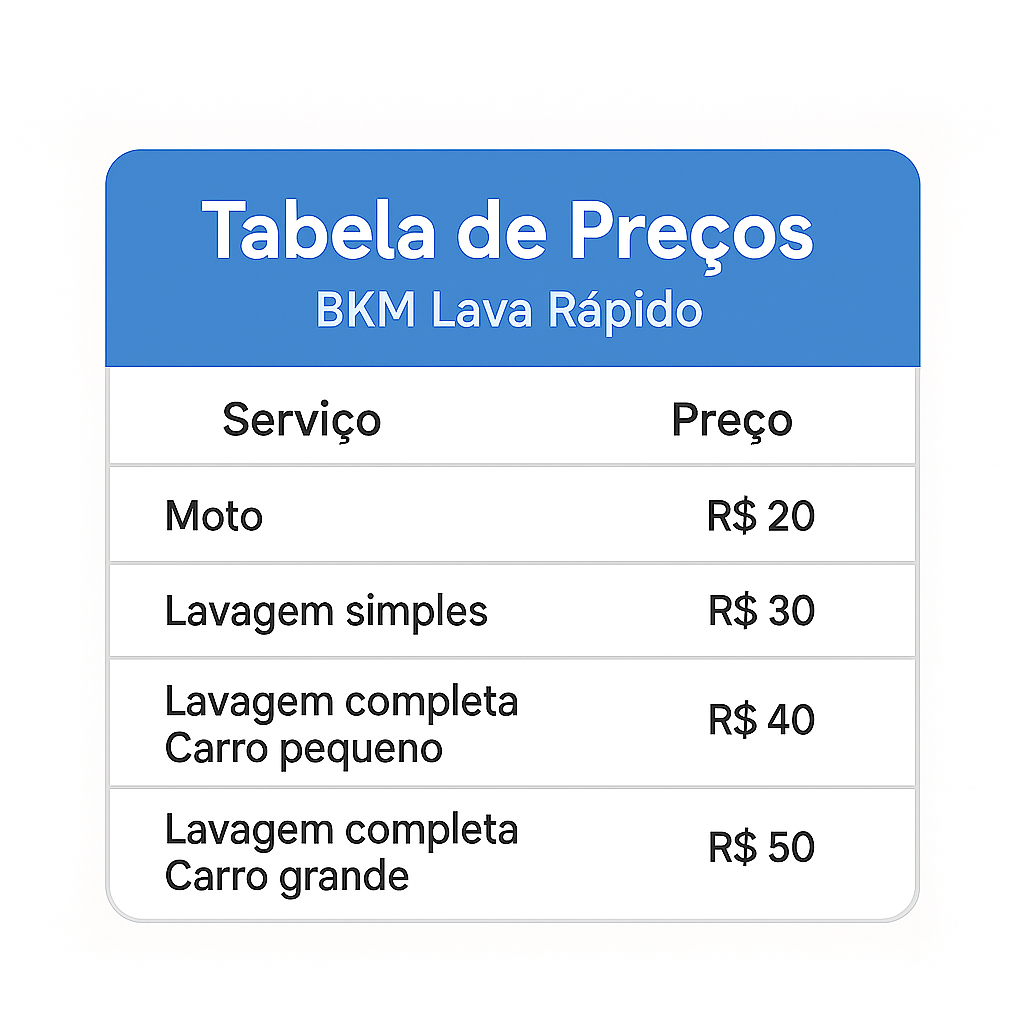 Tabela de Preços
BKM Lava Rápido
Serviço Preço
Moto R$ 20
Lavagem simples R$ 30
Lavagem completa
Carro pequeno R$ 40
Lavagem completa
Carro grande R$ 50